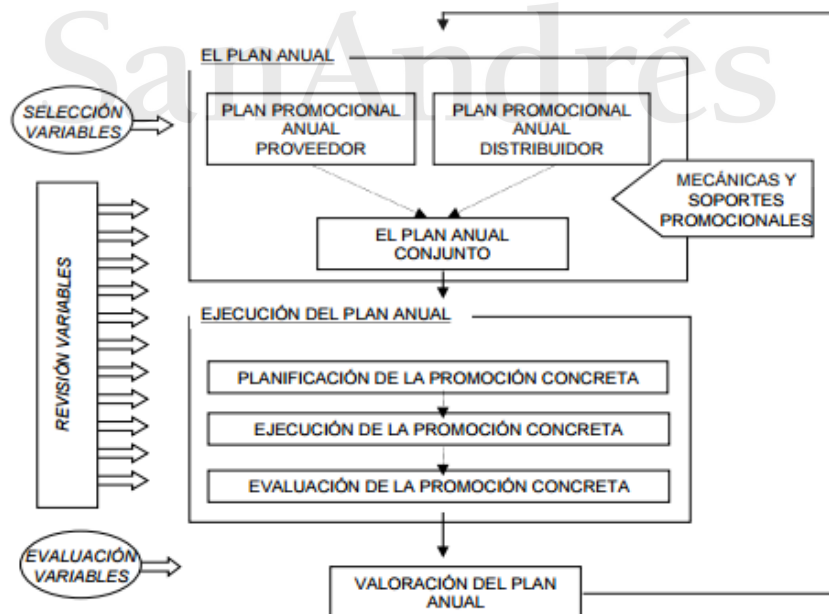 SanAndrés
EL PLAN ANUAL
SELECCIÓN
VARIABLES
PLAN PROMOCIONAL
ANUAL
PROVEEDOR
PLAN PROMOCIONAL
ANUAL
DISTRIBUIDOR
MECÁNICAS Y
SOPORTES
PROMOCIONALES
EL PLAN ANUAL
CONJUNTO
REVISIÓN VARIABLES
EJECUCIÓN DEL PLAN ANUAL
PLANIFICACIÓN DE LA PROMOCIÓN CONCRETA
EJECUCIÓN DE LA PROMOCIÓN CONCRETA
EVALUACIÓN DE LA PROMOCIÓN CONCRETA
EVALUACIÓN
VARIABLES
VALORACIÓN DEL PLAN
ANUAL